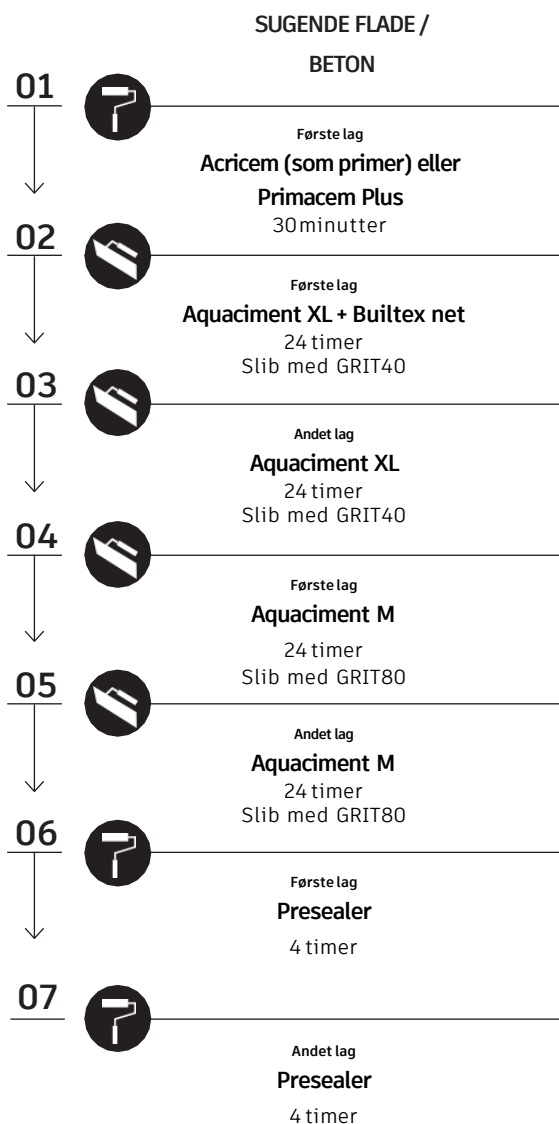 SUGENDE FLADE /
BETON
01
Første lag
Acricem (som primer) eller
Primacem Plus
30 minutter
02
Første lag
Aquaciment XL + Builtex net
24 timer
Slib med GRIT40
03
Andet lag
Aquaciment XL
24 timer
Slib med GRIT40
04
Første lag
Aquaciment M
24 timer
Slib med GRIT80
05
Andet lag
Aquaciment M
24 timer
Slib med GRIT80
06
Første lag
Presealer
4 timer
07
Andet lag
Presealer
4 timer